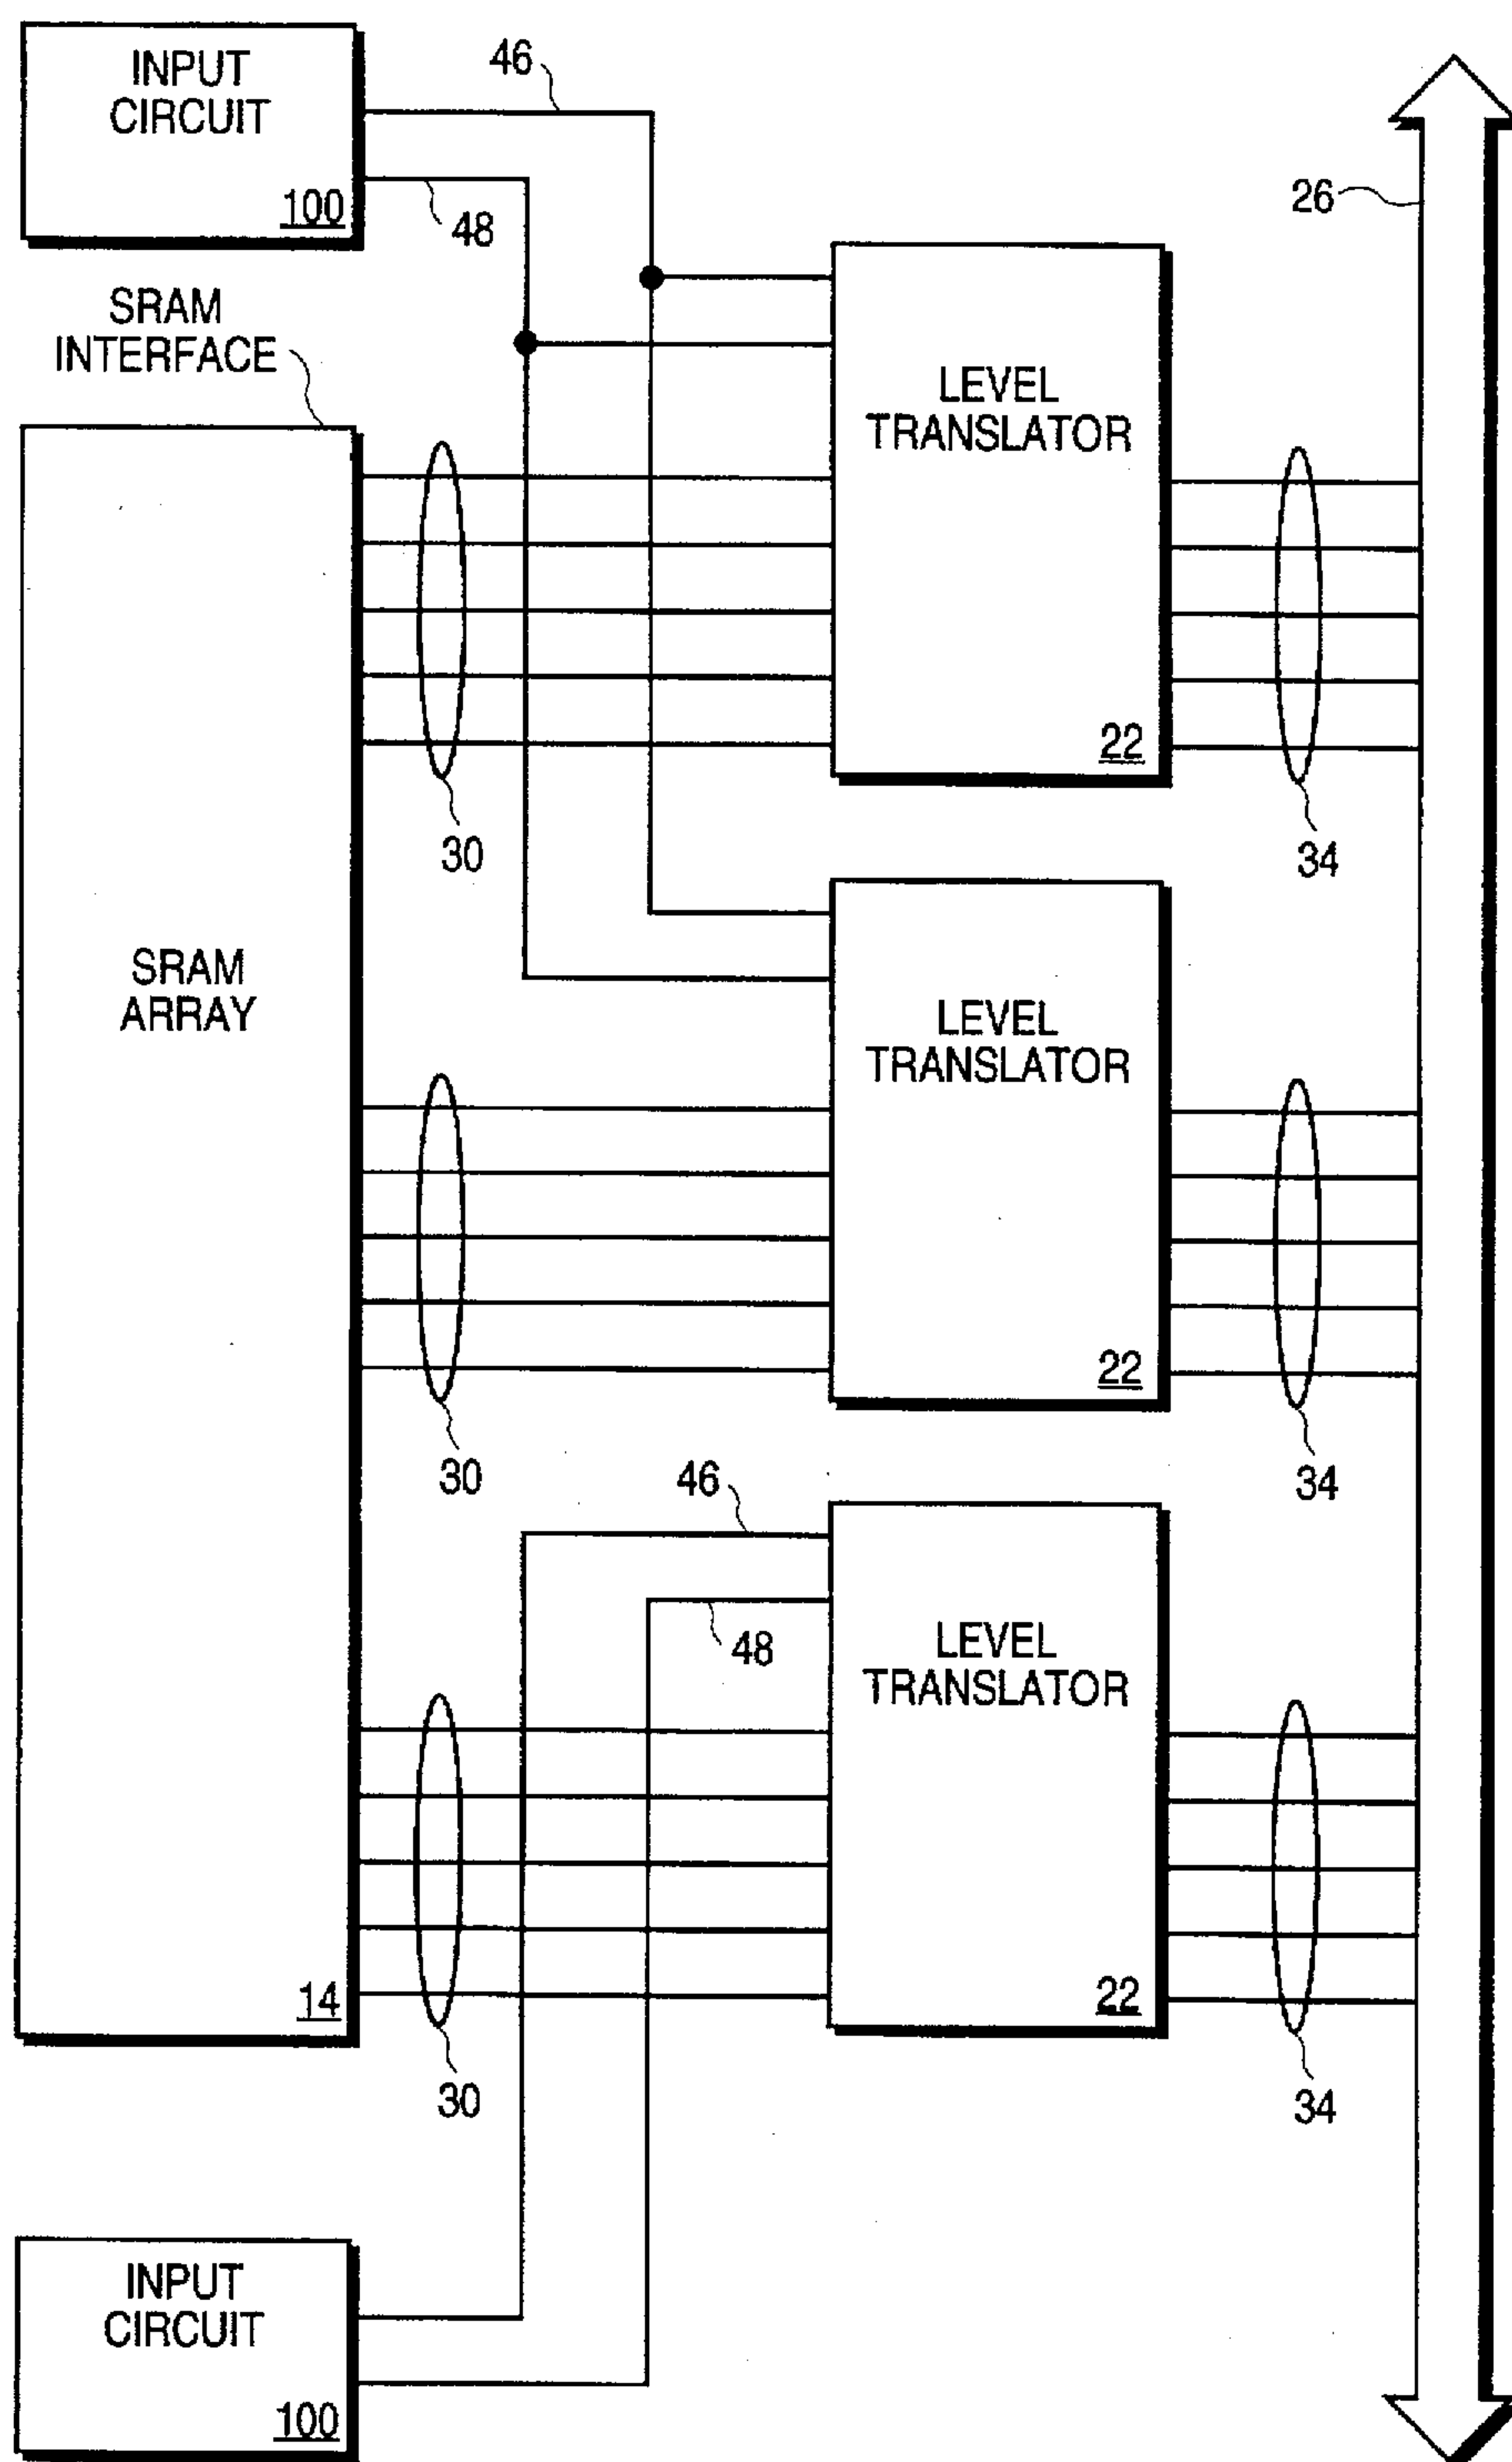 INPUT
CIRCUIT
100
46
48
26
SRAM
INTERFACE
LEVEL
TRANSLATOR
22
30
34
SRAM
ARRAY
14
LEVEL
TRANSLATOR
22
30
34
46
48
LEVEL
TRANSLATOR
22
30
34
INPUT
CIRCUIT
100